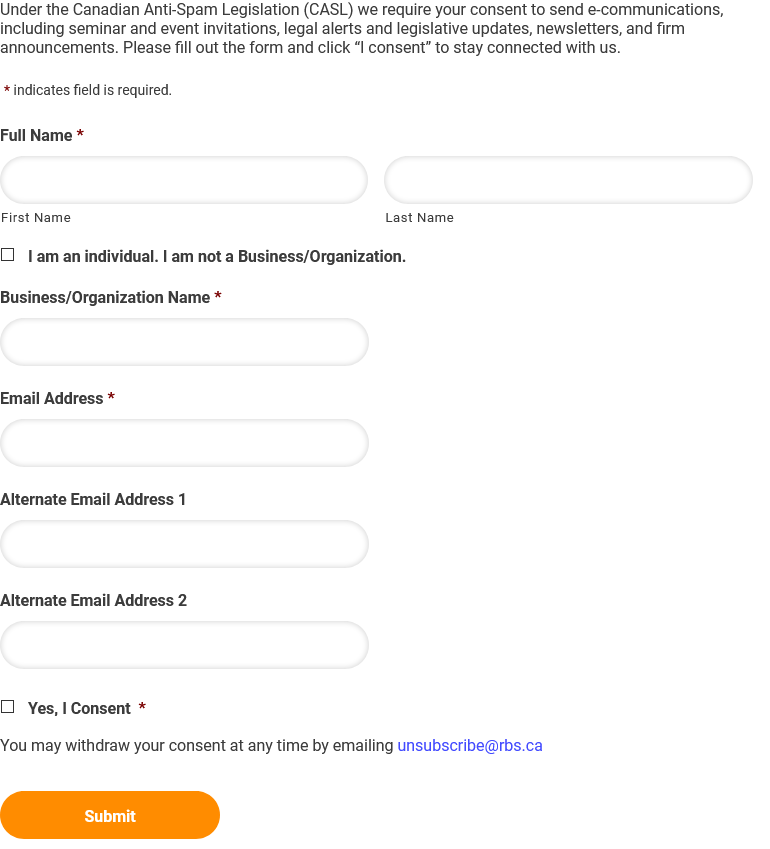 Under the Canadian Anti-Spam Legislation (CASL) we require your consent to send e-communications,
including seminar and event invitations, legal alerts and legislative updates, newsletters, and firm
announcements. Please fill out the form and click “I consent” to stay connected with us.
* indicates field is required.
Full Name *
First Name Last Name
I am an individual. I am not a Business/Organization.
Business/Organization Name *
Email Address *
Alternate Email Address 1
Alternate Email Address 2
Yes, I Consent *
You may withdraw your consent at any time by emailing unsubscribe@rbs.ca
Submit